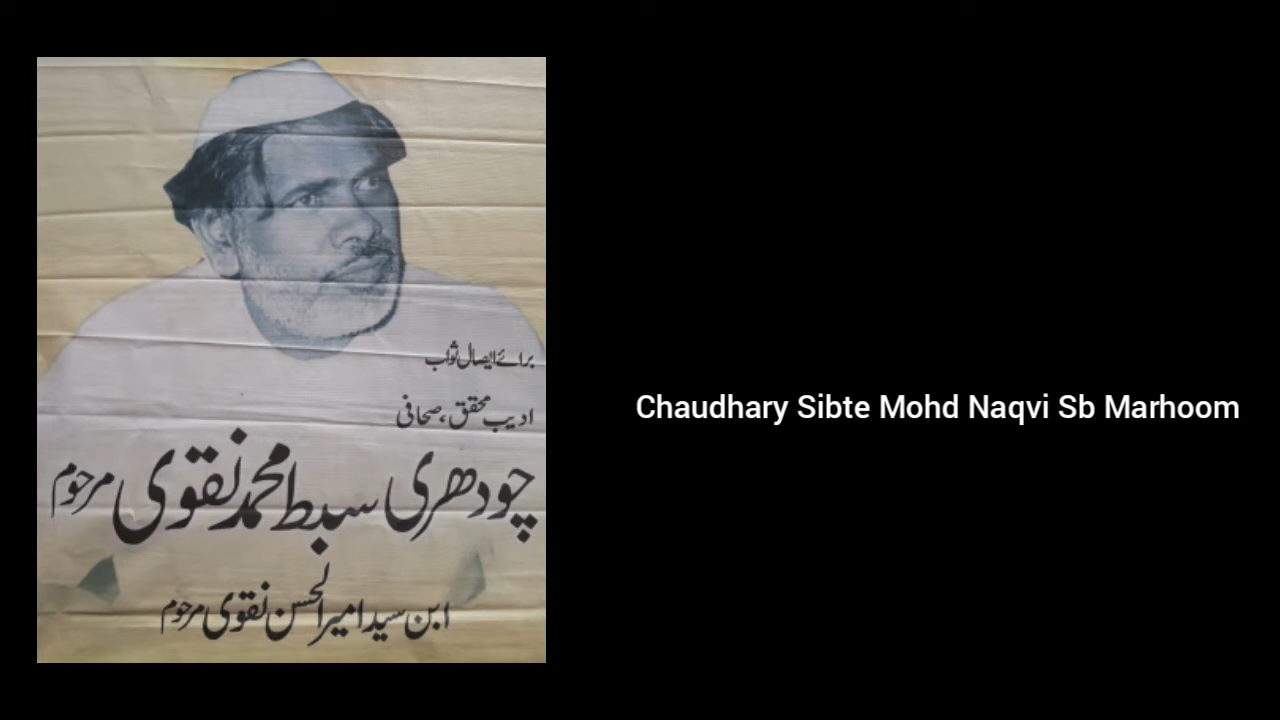 برائے ایصال ثواب
ادیب، محقق، صحافی
چودھری سبط محمد نقوی مرحوم
ابن سید امیر الحسن نقوی مرحوم
Chaudhary Sibte Mohd Naqvi Sb Marhoom